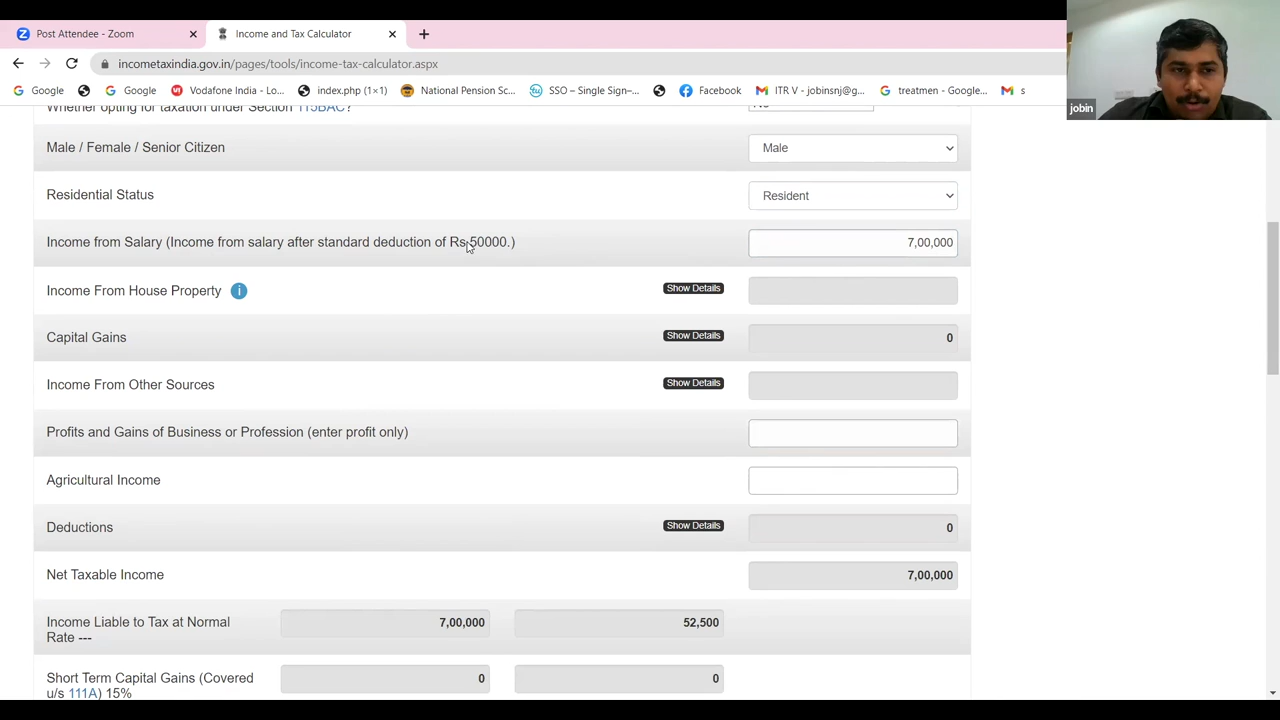 Post Attendee - Zoom
Income and Tax Calculator
incometaxindia.gov.in/pages/tools/income-tax-calculator.aspx
Google
Google
Vodafone India - Lo...
index.php (1×1)
National Pension Sc...
SSO – Single Sign-...
Facebook
ITR V - jobinsnj@g...
treatmen - Google...
s
jobin
Whether opting for taxation under Section 115BAC?
No
Male / Female / Senior Citizen
Male
Residential Status
Resident
Income from Salary (Income from salary after standard deduction of Rs 50000.)
7,00,000
Income From House Property
i
Show Details
Capital Gains
Show Details
0
Income From Other Sources
Show Details
Profits and Gains of Business or Profession (enter profit only)
Agricultural Income
Deductions
Show Details
0
Net Taxable Income
7,00,000
Income Liable to Tax at Normal
Rate ---
7,00,000
52,500
Short Term Capital Gains (Covered
u/s 111A) 15%
0
0